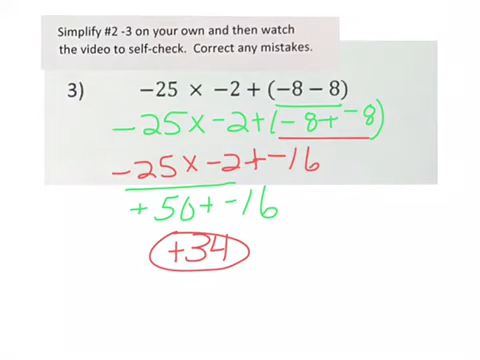 Simplify #2 -3 on your own and then watch
the video to self-check. Correct any mistakes.
3) −25 × −2 + (−8 − 8)
−25 × −2 + (−8 + −8)
−25 × −2 + −16
+50 + −16
+34